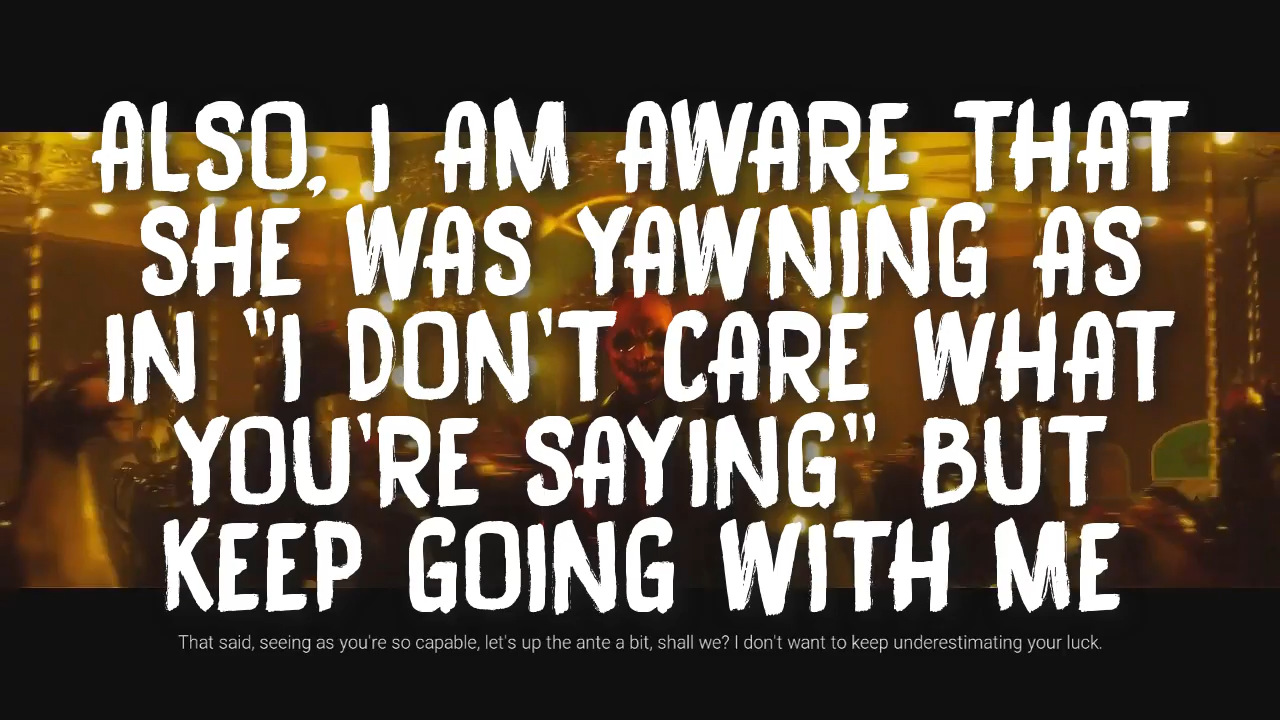 ALSO, I AM AWARE THAT
SHE WAS YAWNING AS
IN "I DON'T CARE WHAT
YOU'RE SAYING" BUT
KEEP GOING WITH ME
That said, seeing as you're so capable, let's up the ante a bit, shall we? I don't want to keep underestimating your luck.